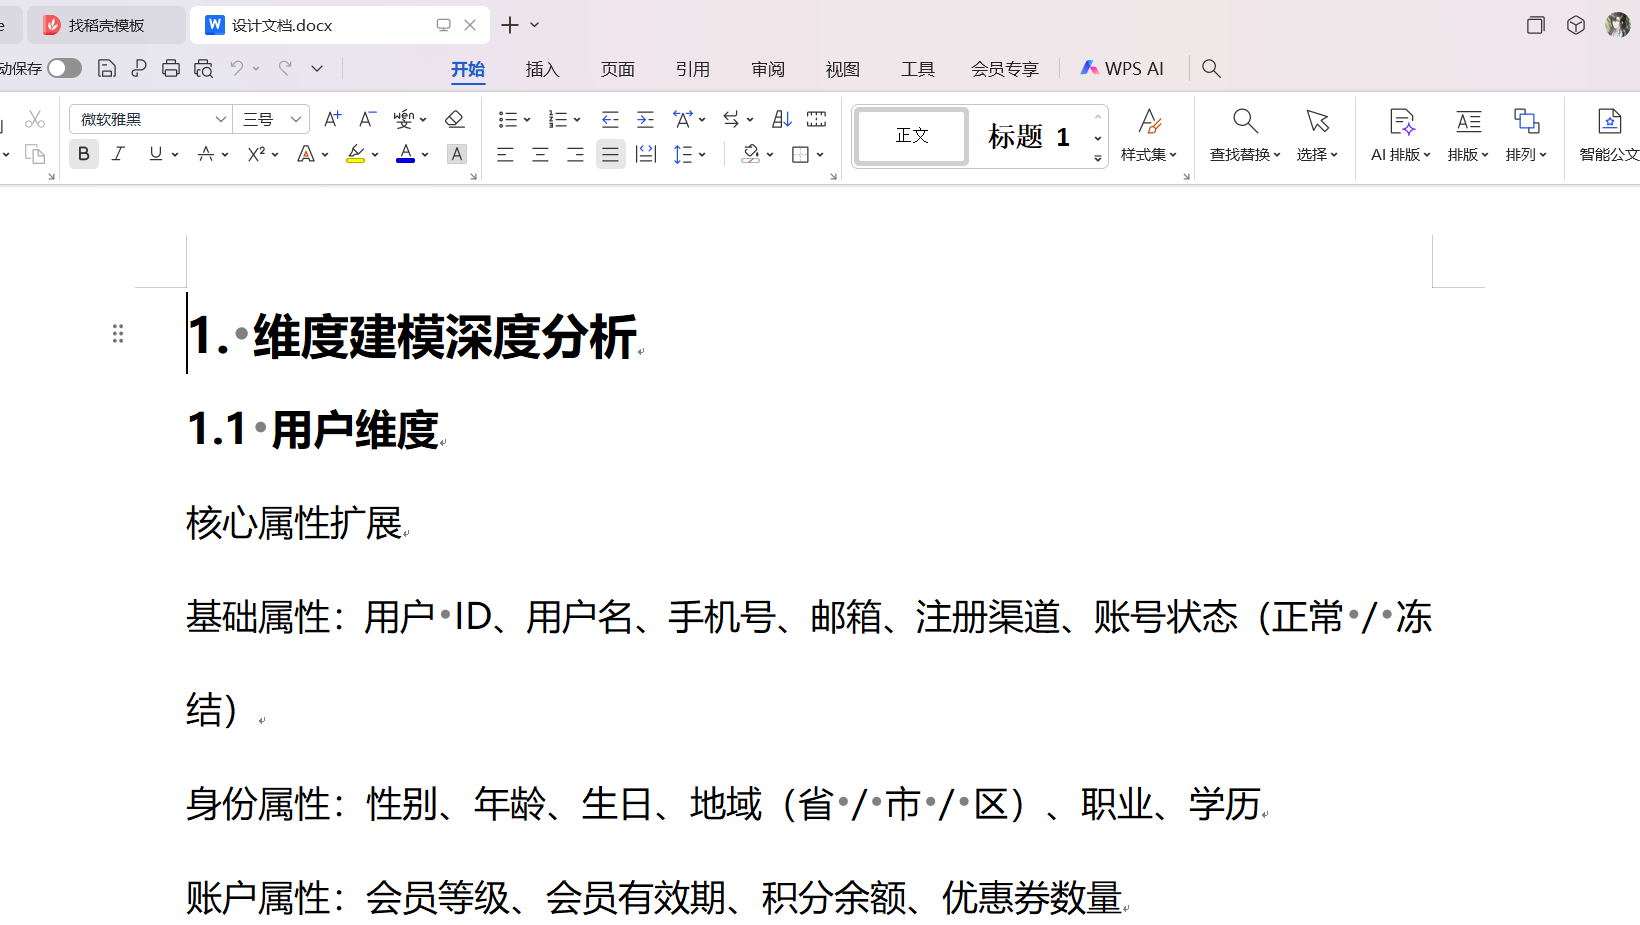 e
找稻壳模板
W 设计文档.docx
动保存
开始 插入 页面 引用 审阅 视图 工具 会员专享 WPS AI
微软雅黑 三号 A+ A- wén 变
B I U A X² A A A
正文 标题 1 样式集 查找替换 选择 AI 排版 排版 排列 智能公文
1. 维度建模深度分析
1.1 用户维度
核心属性扩展
基础属性：用户 ID、用户名、手机号、邮箱、注册渠道、账号状态（正常 / 冻
结）
身份属性：性别、年龄、生日、地域（省 / 市 / 区）、职业、学历
账户属性：会员等级、会员有效期、积分余额、优惠券数量